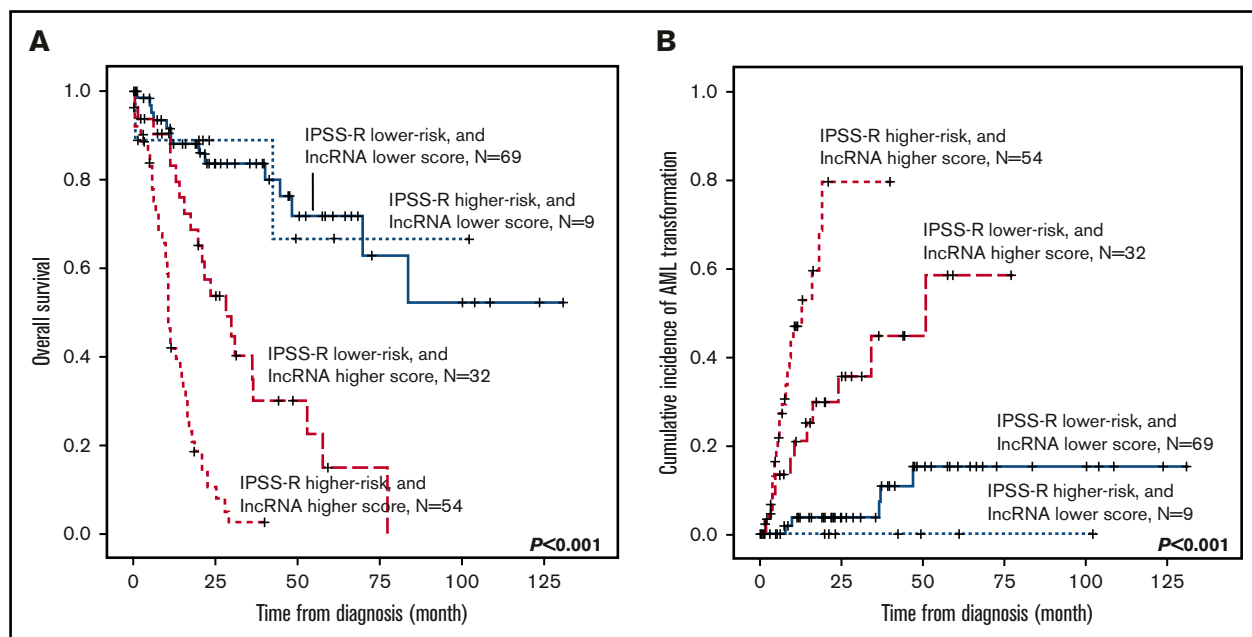 A
Overall survival
1.0
0.8
0.6
0.4
0.2
0.0
IPSS-R lower-risk, and
lncRNA lower score, N=69
IPSS-R higher-risk, and
lncRNA lower score, N=9
IPSS-R lower-risk, and
lncRNA higher score, N=32
IPSS-R higher-risk, and
lncRNA higher score, N=54
P<0.001
0 25 50 75 100 125
Time from diagnosis (month)
B
Cumulative incidence of AML transformation
1.0
0.8
0.6
0.4
0.2
0.0
IPSS-R higher-risk, and
lncRNA higher score, N=54
IPSS-R lower-risk, and
lncRNA higher score, N=32
IPSS-R lower-risk, and
lncRNA lower score, N=69
IPSS-R higher-risk, and
lncRNA lower score, N=9
P<0.001
0 25 50 75 100 125
Time from diagnosis (month)